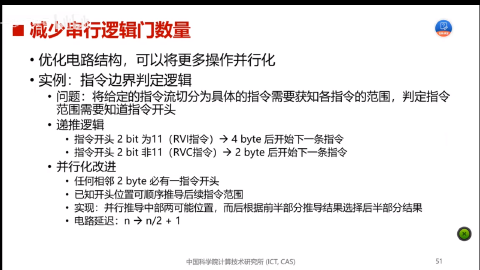 减少串行逻辑门数量
• 优化电路结构，可以将更多操作并行化
• 实例：指令边界判定逻辑
• 问题：将给定的指令流切分为具体的指令需要获知各指令的范围，判定指令
范围需要知道指令开头
• 递推逻辑
• 指令开头 2 bit 为11（RVI指令）→ 4 byte 后开始下一条指令
• 指令开头 2 bit 非11（RVC指令）→ 2 byte 后开始下一条指令
• 并行化改进
• 任何相邻 2 byte 必有一指令开头
• 已知开头位置可顺序推导后续指令范围
• 实现：并行推导中部两可能位置，而后根据前半部分推导结果选择后半部分结果
• 电路延迟：n → n/2 + 1
中国科学院计算技术研究所 (ICT, CAS)
51